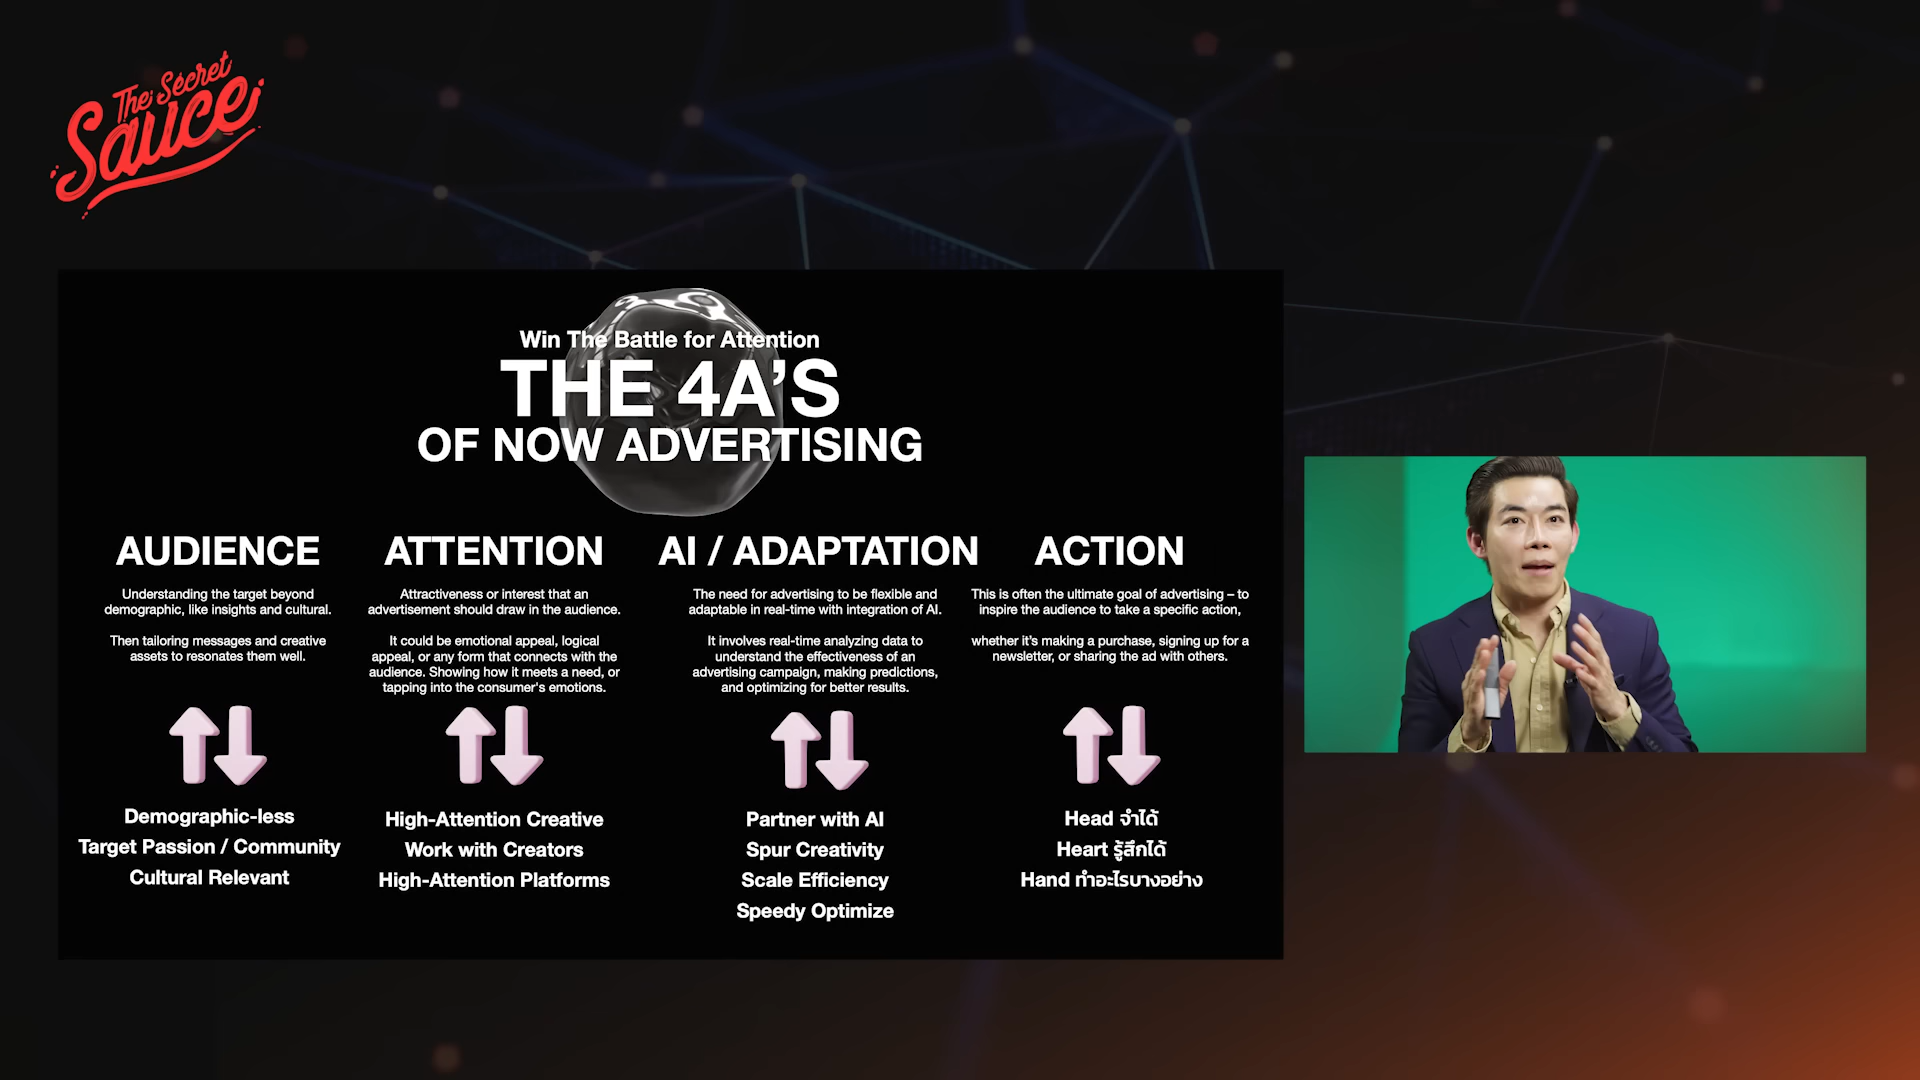 The Secret
Sauce
Win The Battle for Attention
THE 4A’S
OF NOW ADVERTISING
AUDIENCE
Understanding the target beyond
demographic, like insights and cultural.
Then tailoring messages and creative
assets to resonates them well.
Demographic-less
Target Passion / Community
Cultural Relevant
ATTENTION
Attractiveness or interest that an
advertisement should draw in the audience.
It could be emotional appeal, logical
appeal, or any form that connects with the
audience. Showing how it meets a need, or
tapping into the consumer's emotions.
High-Attention Creative
Work with Creators
High-Attention Platforms
AI / ADAPTATION
The need for advertising to be flexible and
adaptable in real-time with integration of AI.
It involves real-time analyzing data to
understand the effectiveness of an
advertising campaign, making predictions,
and optimizing for better results.
Partner with AI
Spur Creativity
Scale Efficiency
Speedy Optimize
ACTION
This is often the ultimate goal of advertising – to
inspire the audience to take a specific action,
whether it’s making a purchase, signing up for a
newsletter, or sharing the ad with others.
Head จำได้
Heart รู้สึกได้
Hand ทำอะไรบางอย่าง